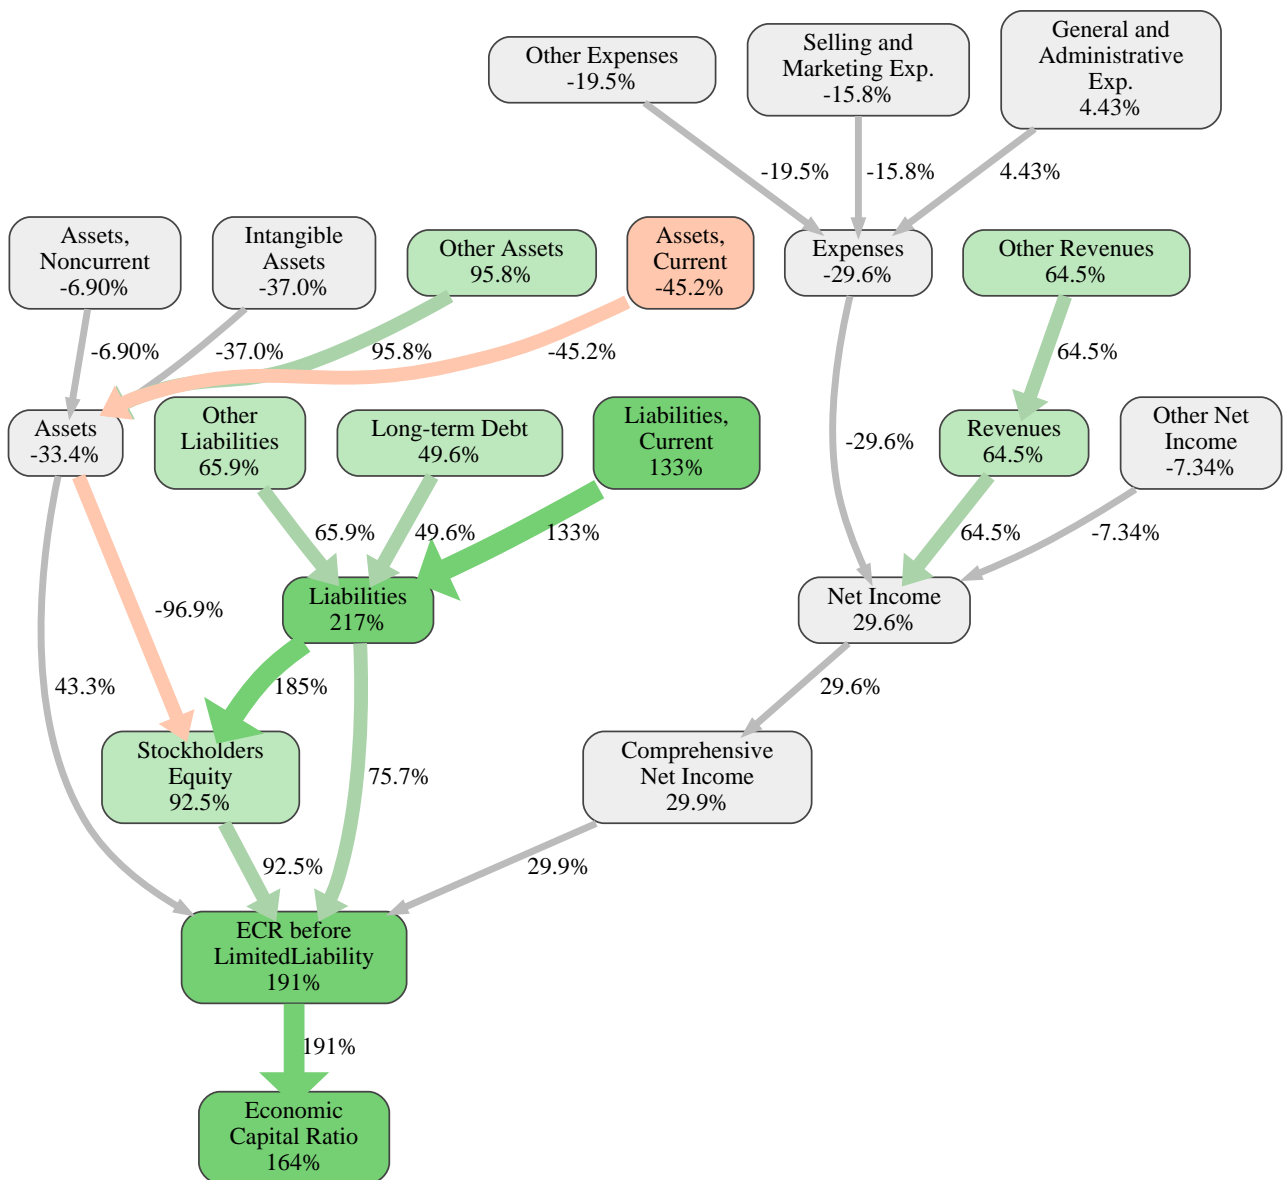 General and
Administrative
Exp.
4.43%
Selling and
Marketing Exp.
-15.8%
Other Expenses
-19.5%
-19.5%
-15.8%
4.43%
Assets,
Noncurrent
-6.90%
Intangible
Assets
-37.0%
Other Assets
95.8%
Assets,
Current
-45.2%
Expenses
-29.6%
Other Revenues
64.5%
-6.90%
-37.0%
95.8%
-45.2%
64.5%
Assets
-33.4%
Other
Liabilities
65.9%
Long-term Debt
49.6%
Liabilities,
Current
133%
-29.6%
Revenues
64.5%
Other Net
Income
-7.34%
65.9%
49.6%
133%
64.5%
-7.34%
Liabilities
217%
Net Income
29.6%
-96.9%
43.3%
185%
29.6%
Stockholders
Equity
92.5%
75.7%
Comprehensive
Net Income
29.9%
92.5%
29.9%
ECR before
LimitedLiability
191%
191%
Economic
Capital Ratio
164%